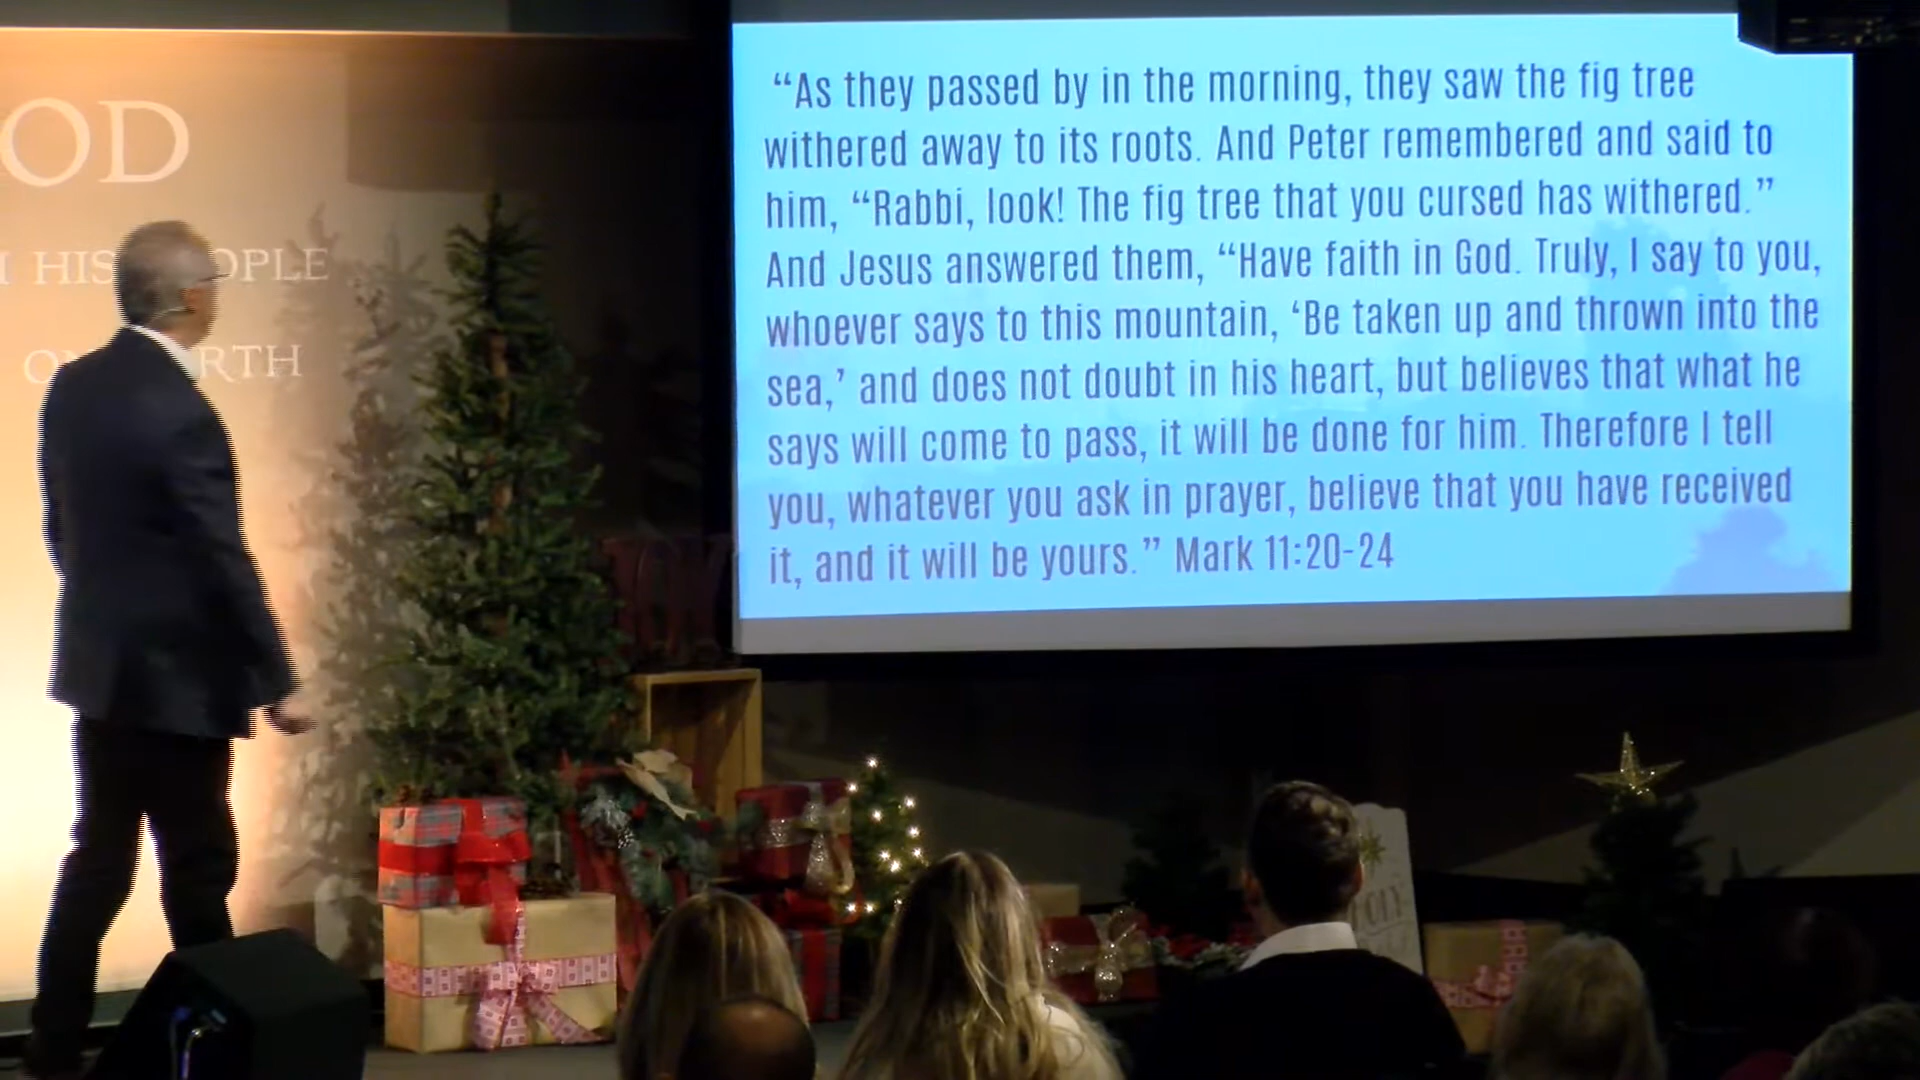 OD
HIS OPLE
RTH
“As they passed by in the morning, they saw the fig tree
withered away to its roots. And Peter remembered and said to
him, “Rabbi, look! The fig tree that you cursed has withered.”
And Jesus answered them, “Have faith in God. Truly, I say to you,
whoever says to this mountain, ‘Be taken up and thrown into the
sea,’ and does not doubt in his heart, but believes that what he
says will come to pass, it will be done for him. Therefore I tell
you, whatever you ask in prayer, believe that you have received
it, and it will be yours.” Mark 11:20-24